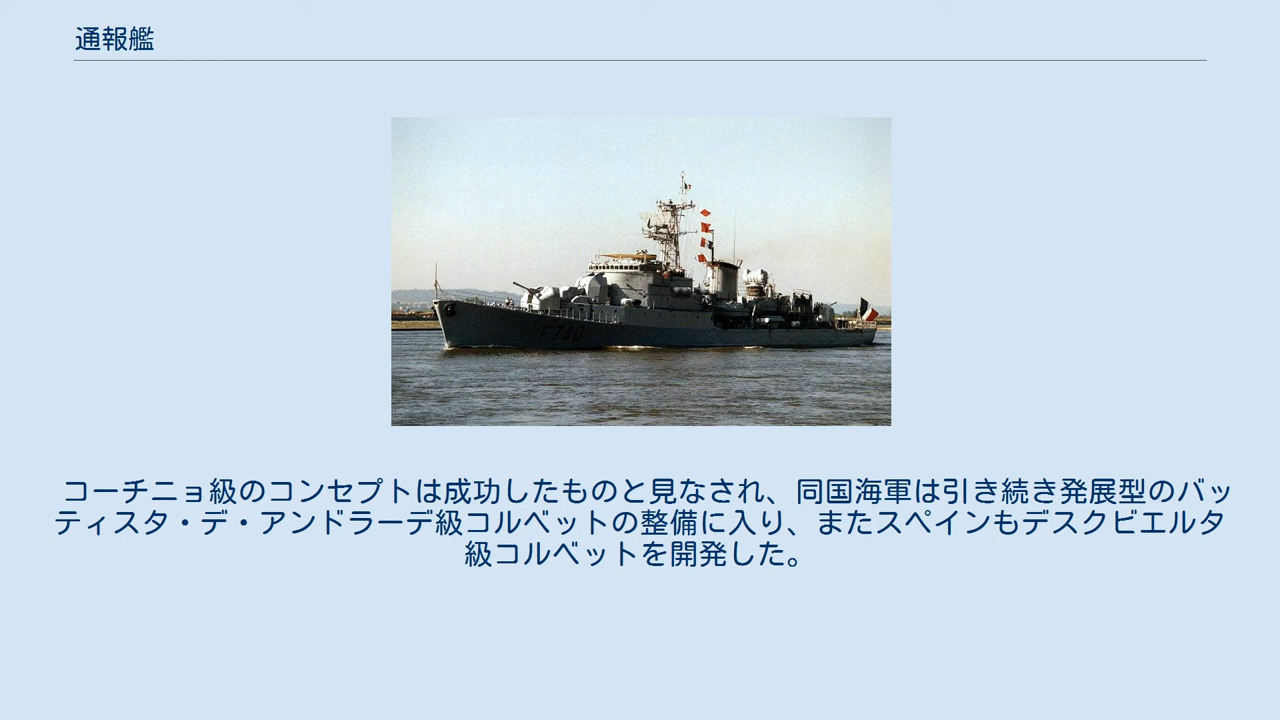 通報艦
F740
コーチニョ級のコンセプトは成功したものと見なされ、同国海軍は引き続き発展型のバッ
ティスタ・デ・アンドラーデ級コルベットの整備に入り、またスペインもデスクビエルタ
級コルベットを開発した。